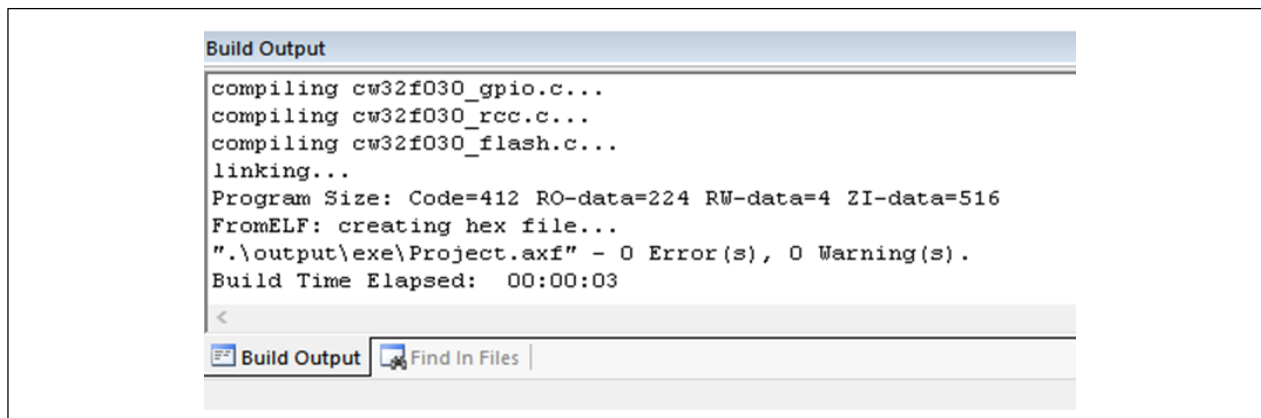 Build Output
compiling cw32f030_gpio.c...
compiling cw32f030_rcc.c...
compiling cw32f030_flash.c...
linking...
Program Size: Code=412 RO-data=224 RW-data=4 ZI-data=516
FromELF: creating hex file...
".\output\exe\Project.axf" - 0 Error(s), 0 Warning(s).
Build Time Elapsed:  00:00:03
Build Output Find In Files